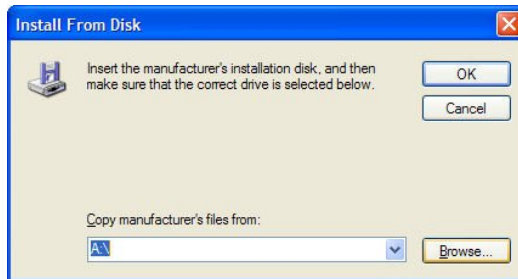 Install From Disk
Insert the manufacturer's installation disk, and then
make sure that the correct drive is selected below.
OK
Cancel
Copy manufacturer's files from:
A:\
Browse...